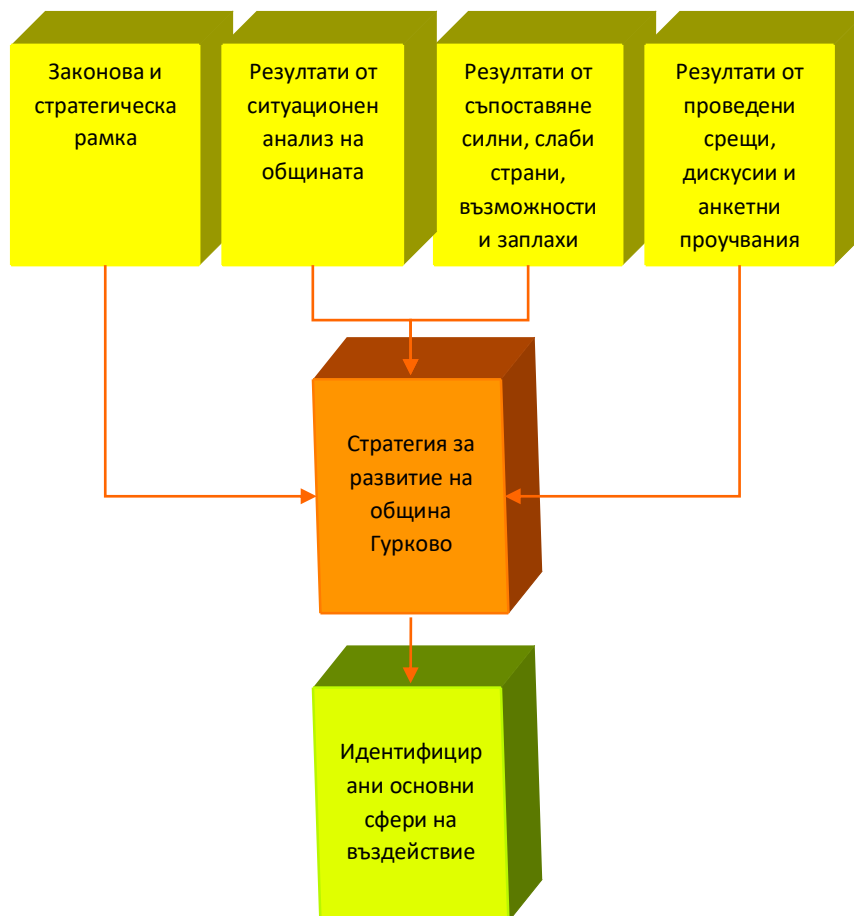 Законова и
стратегическа
рамка
Резултати от
ситуационен
анализ на
общината
Резултати от
съпоставяне
силни, слаби
страни,
възможности
и заплахи
Резултати от
проведени
срещи,
дискусии и
анкетни
проучвания
Стратегия за
развитие на
община
Гурково
Идентифицир
ани основни
сфери на
въздействие